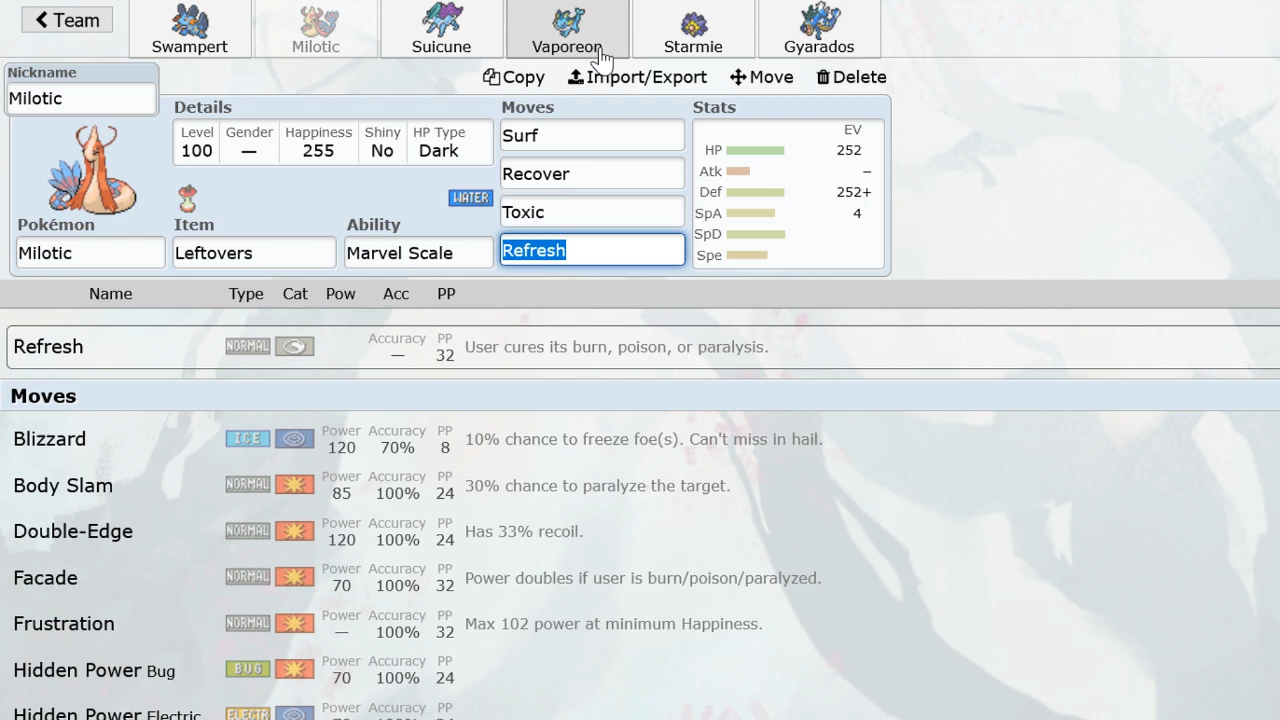 Team
Swampert
Milotic
Suicune
Vaporeon
Starmie
Gyarados
Nickname
Milotic
Copy Import/Export Move Delete
Details
Level Gender Happiness Shiny HP Type
100 — 255 No Dark
WATER
Pokémon Item Ability
Milotic Leftovers Marvel Scale
Moves
Surf
Recover
Toxic
Refresh
Stats
EV
HP 252
Atk –
Def 252+
SpA 4
SpD
Spe
Name Type Cat Pow Acc PP
Refresh NORMAL Accuracy — PP 32 User cures its burn, poison, or paralysis.
Moves
Blizzard ICE Power 120 Accuracy 70% PP 8 10% chance to freeze foe(s). Can't miss in hail.
Body Slam NORMAL Power 85 Accuracy 100% PP 24 30% chance to paralyze the target.
Double-Edge NORMAL Power 120 Accuracy 100% PP 24 Has 33% recoil.
Facade NORMAL Power 70 Accuracy 100% PP 32 Power doubles if user is burn/poison/paralyzed.
Frustration NORMAL Power — Accuracy 100% PP 32 Max 102 power at minimum Happiness.
Hidden Power Bug BUG Power 70 Accuracy 100% PP 24
Hidden Power Electric ELECTR Power Accuracy PP